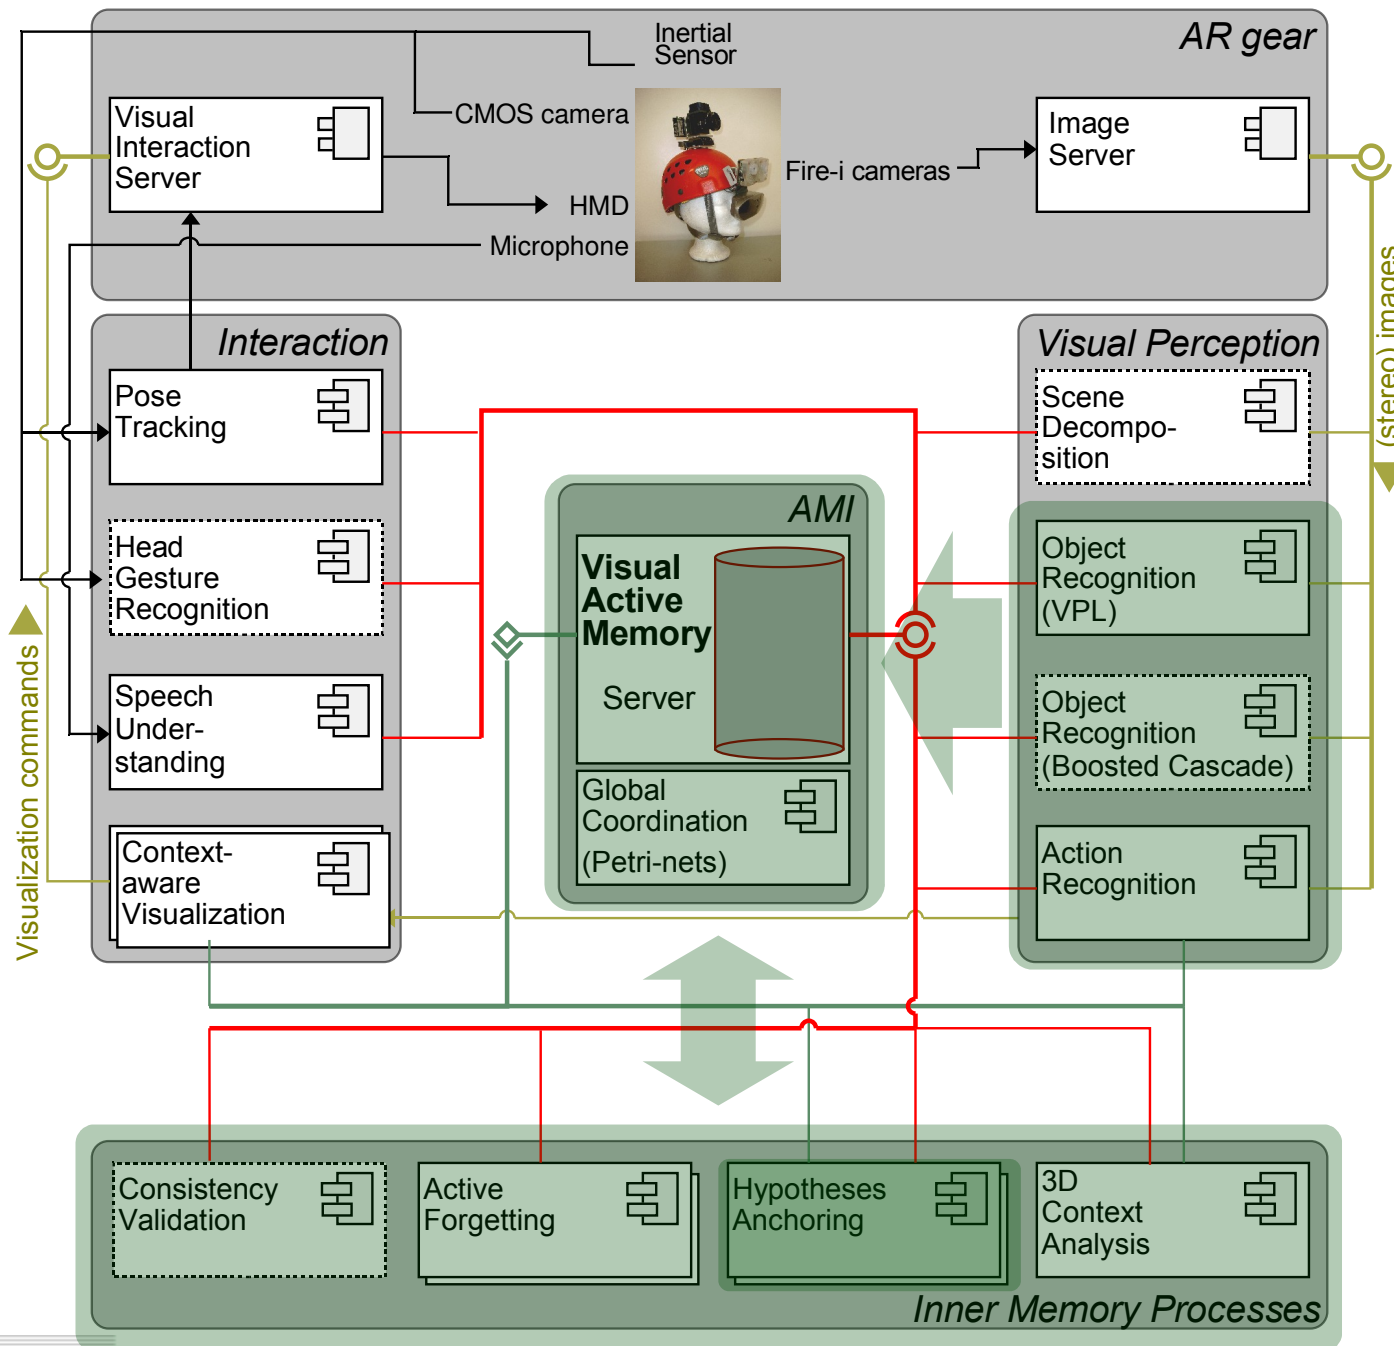 AR gear
Inertial
Sensor
CMOS camera
HMD
Microphone
Fire-i cameras
Visual
Interaction
Server
Image
Server
(stereo) images
Visualization commands
Interaction
Pose
Tracking
Head
Gesture
Recognition
Speech
Under-
standing
Context-
aware
Visualization
AMI
Visual
Active
Memory
Server
Global
Coordination
(Petri-nets)
Visual Perception
Scene
Decompo-
sition
Object
Recognition
(VPL)
Object
Recognition
(Boosted Cascade)
Action
Recognition
Consistency
Validation
Active
Forgetting
Hypotheses
Anchoring
3D
Context
Analysis
Inner Memory Processes